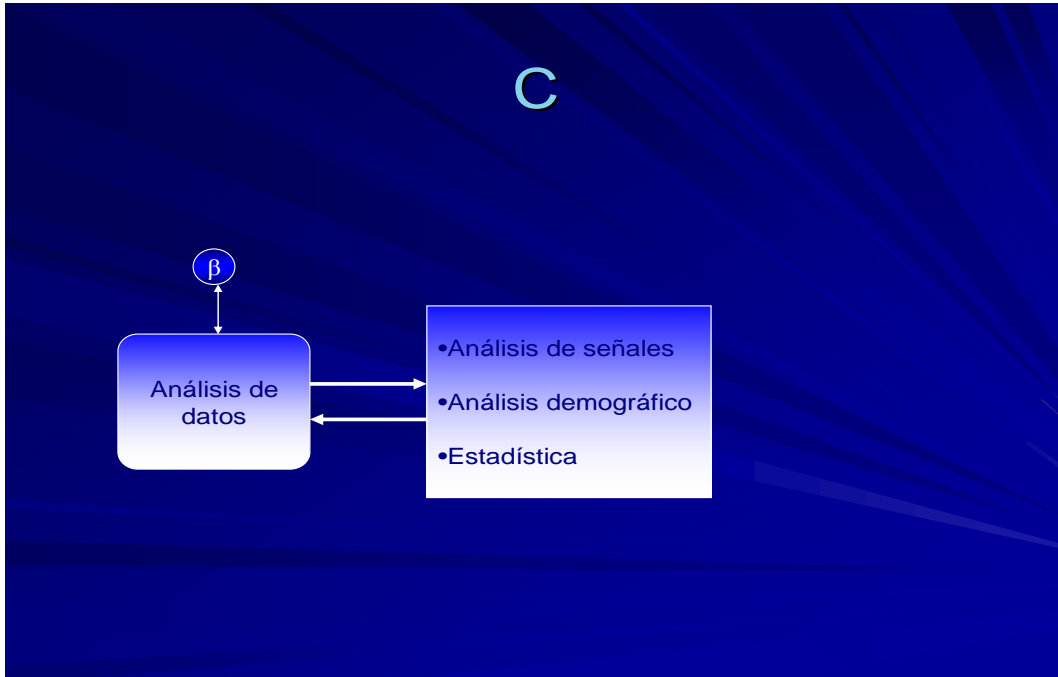 C
β
Análisis de
datos
•Análisis de señales
•Análisis demográfico
•Estadística